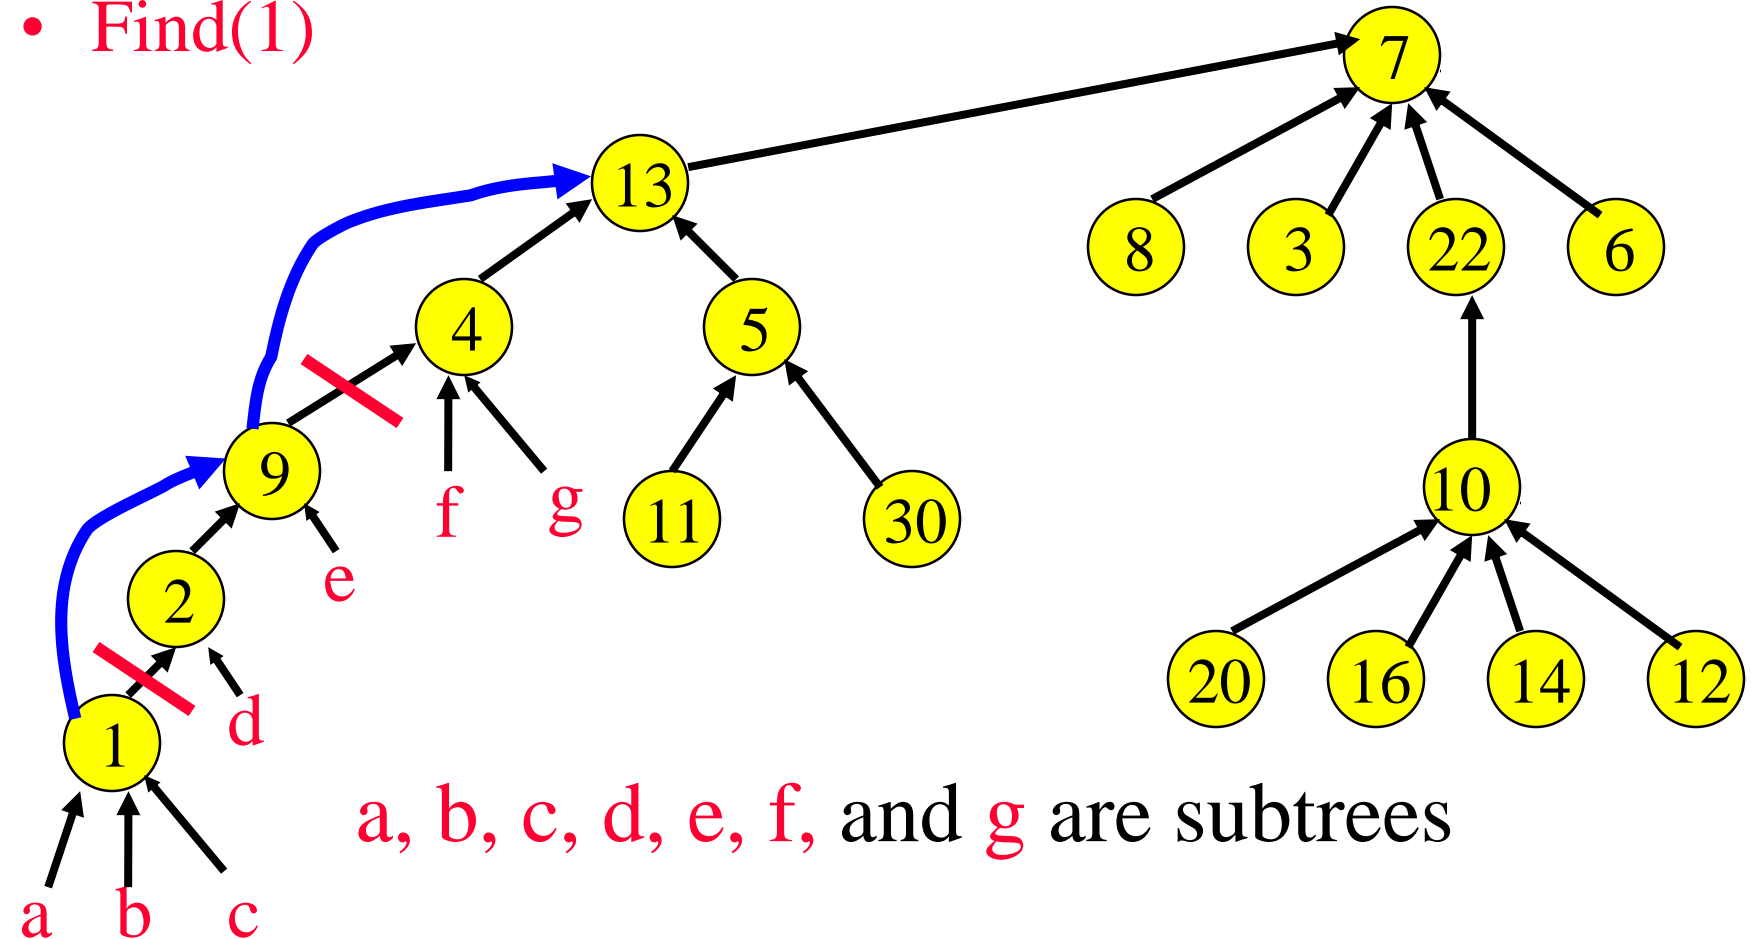 • Find(1)
7
13
8 3 22 6
4 5
9
f g 11 30 10
e
2
20 16 14 12
d
1
a, b, c, d, e, f, and g are subtrees
a b c